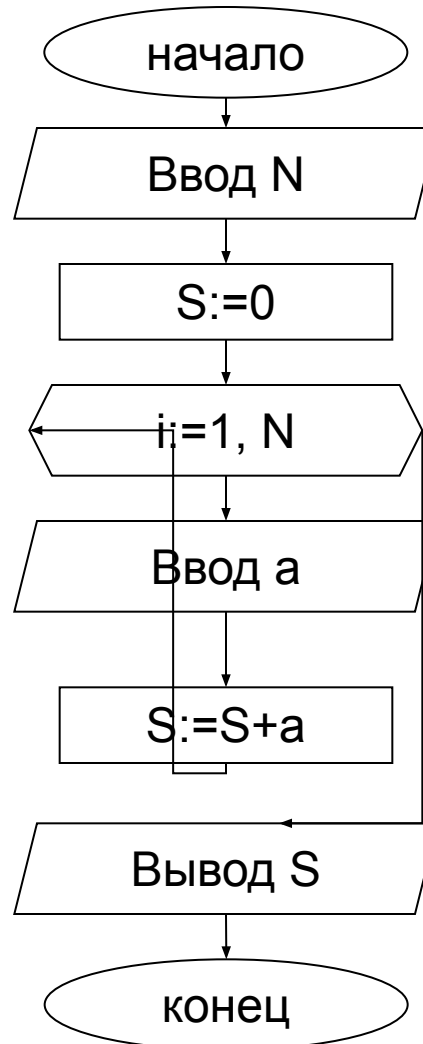 начало
Ввод N
S:=0
i:=1, N
Ввод a
S:=S+a
Вывод S
конец